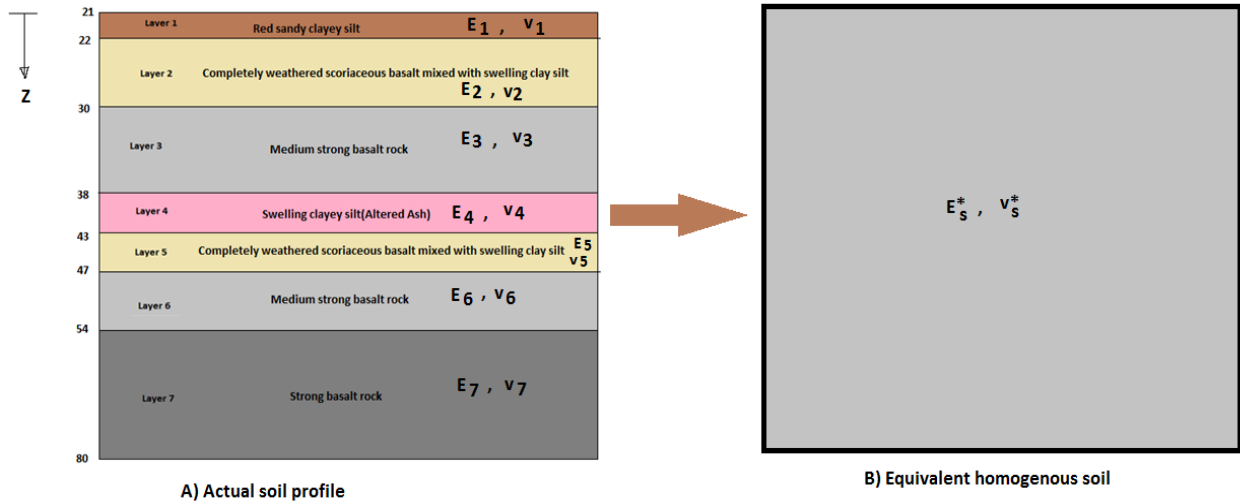 21
Layer 1
Red sandy clayey silt
E1 , v1
22
Z
Layer 2
Completely weathered scoriaceous basalt mixed with swelling clay silt
E2 , v2
30
Layer 3
Medium strong basalt rock
E3 , v3
38
Layer 4
Swelling clayey silt(Altered Ash)
E4 , v4
43
Layer 5
Completely weathered scoriaceous basalt mixed with swelling clay silt
E5
v5
47
Layer 6
Medium strong basalt rock
E6 , v6
54
Layer 7
Strong basalt rock
E7 , v7
80
A) Actual soil profile
E*s , v*s
B) Equivalent homogenous soil